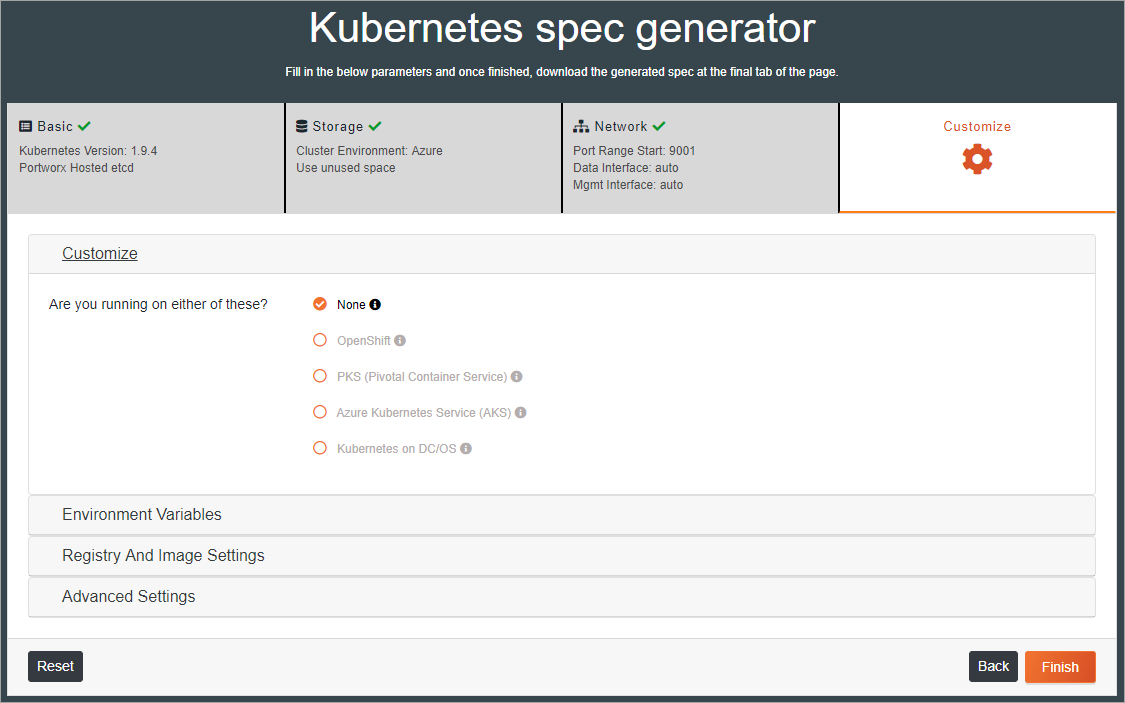 Kubernetes spec generator
Fill in the below parameters and once finished, download the generated spec at the final tab of the page.
Basic
Kubernetes Version: 1.9.4
Portworx Hosted etcd
Storage
Cluster Environment: Azure
Use unused space
Network
Port Range Start: 9001
Data Interface: auto
Mgmt Interface: auto
Customize
Customize
Are you running on either of these?
None
OpenShift
PKS (Pivotal Container Service)
Azure Kubernetes Service (AKS)
Kubernetes on DC/OS
Environment Variables
Registry And Image Settings
Advanced Settings
Reset
Back
Finish